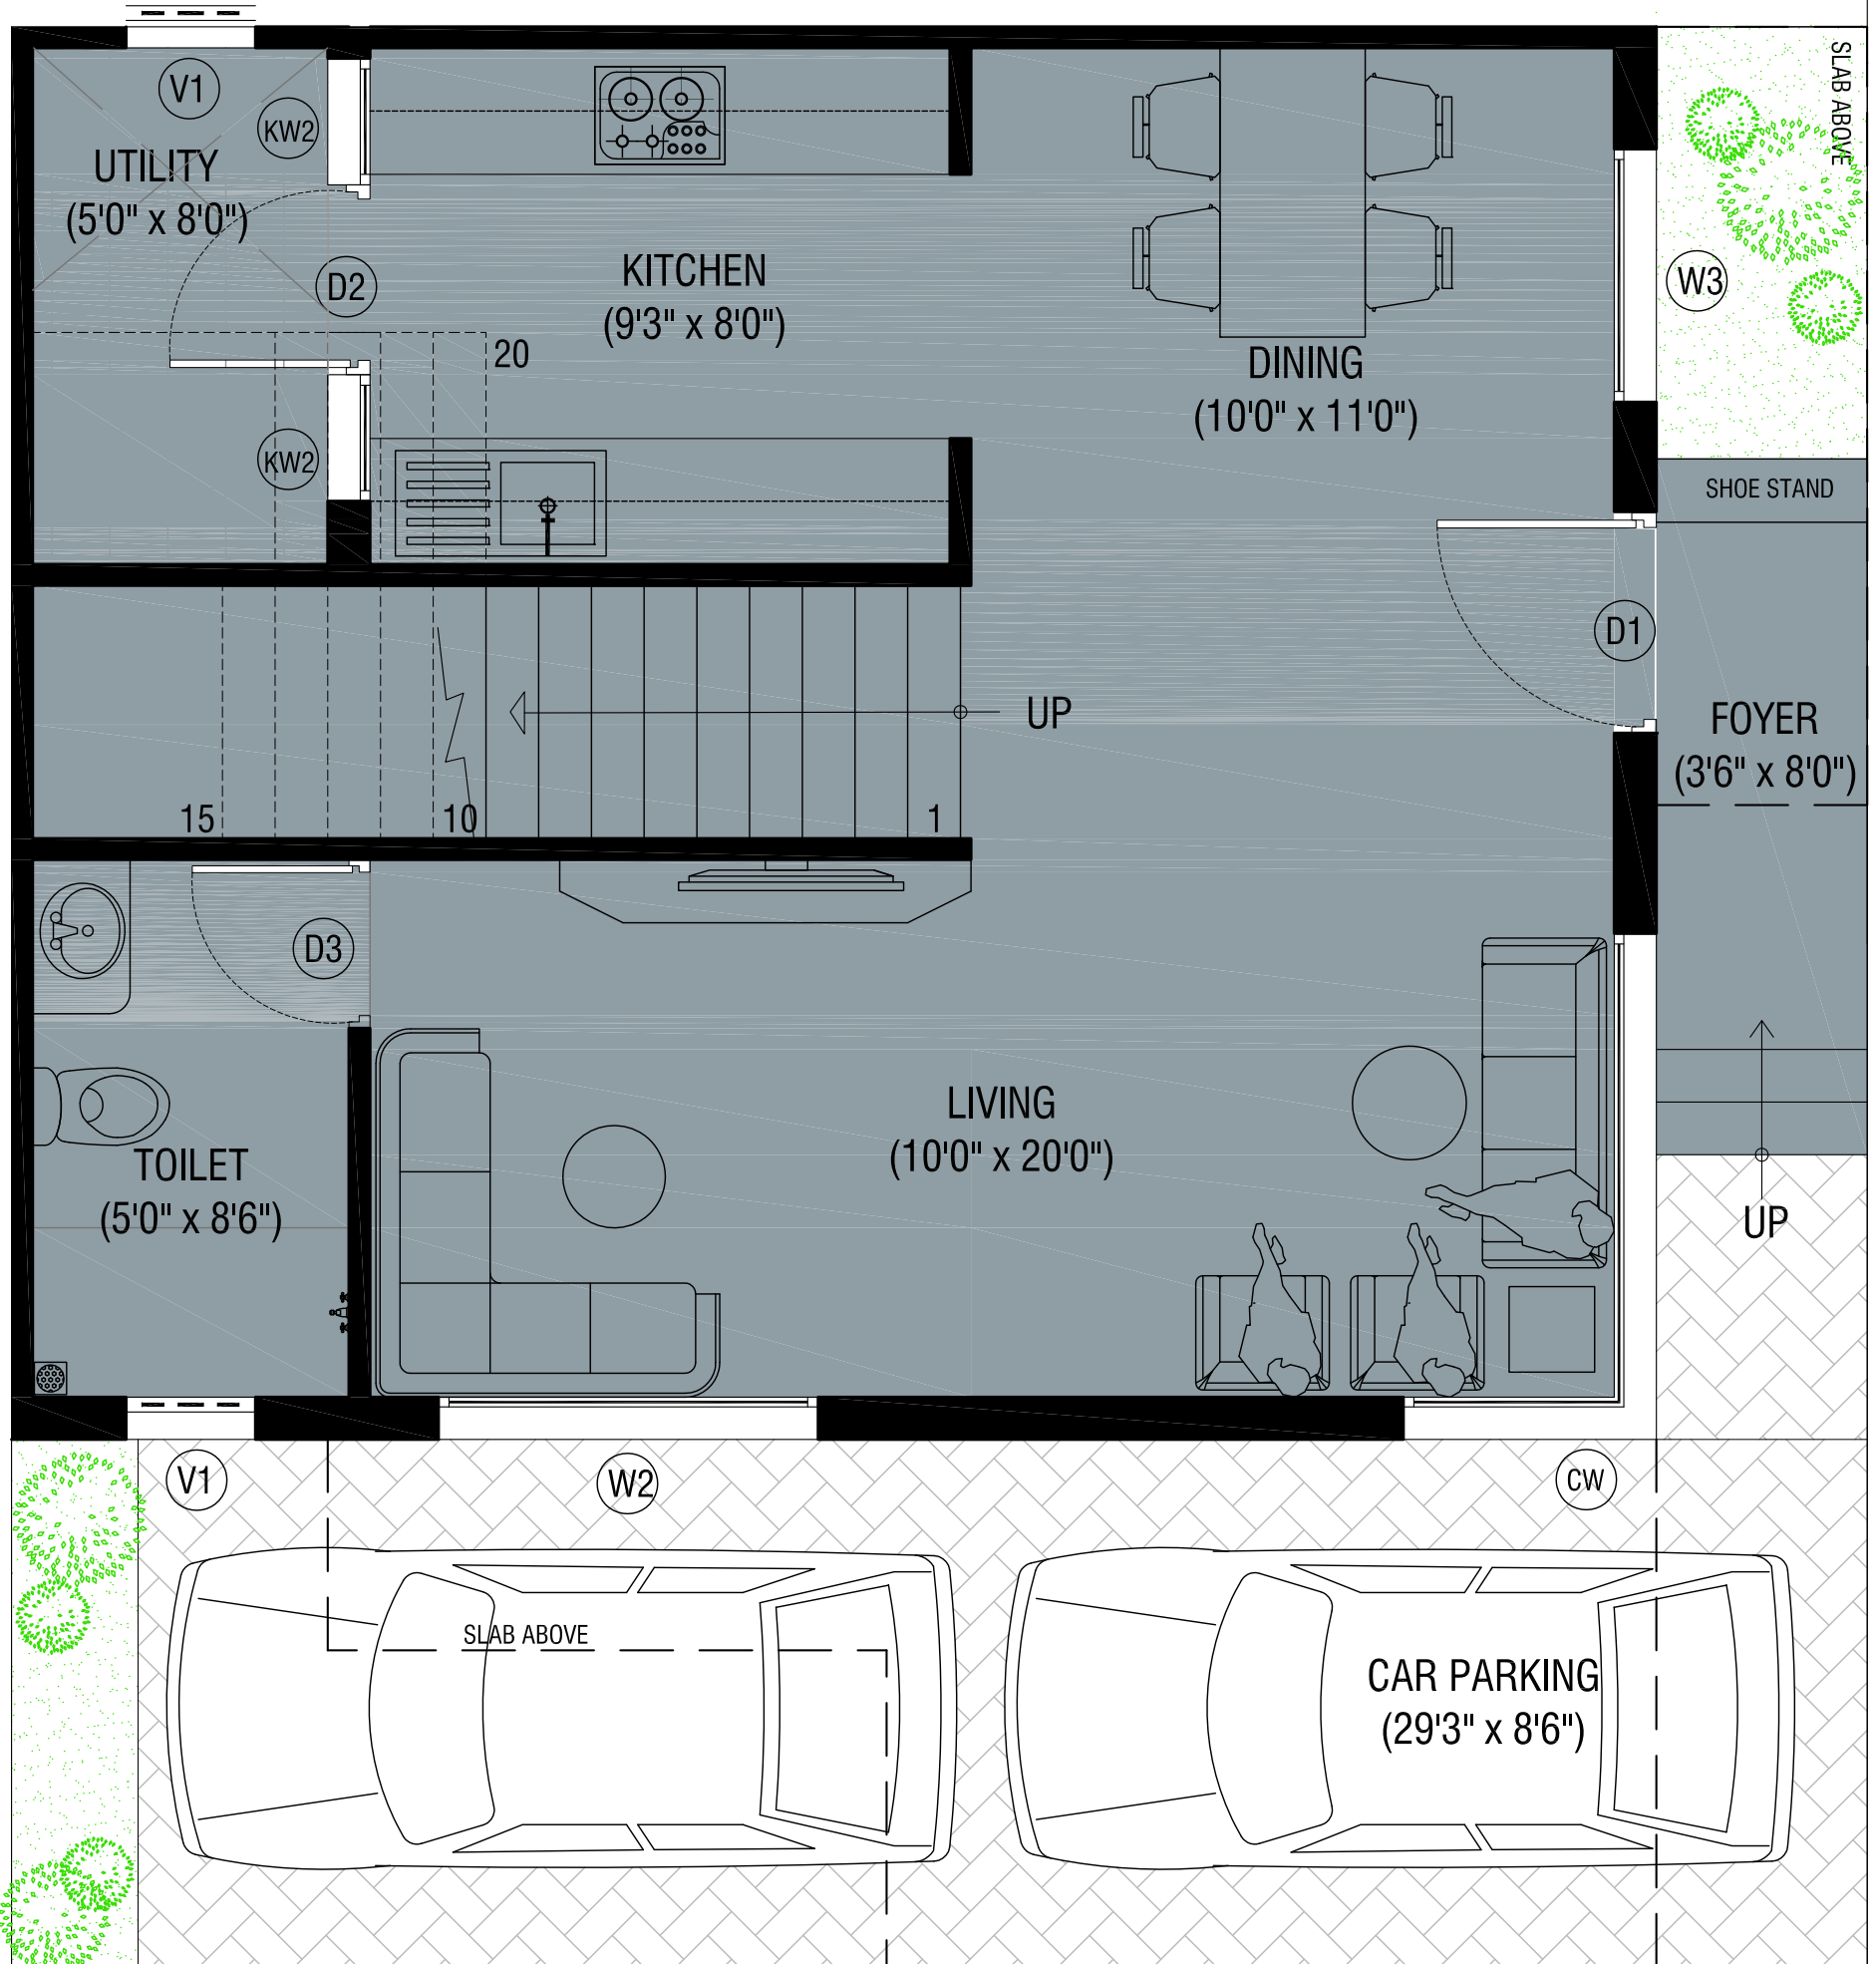 SLAB ABOVE
V1
KW2
UTILITY
(5'0" x 8'0")
D2
KITCHEN
(9'3" x 8'0")
W3
20
DINING
(10'0" x 11'0")
KW2
SHOE STAND
D1
UP
FOYER
(3'6" x 8'0")
15
10
1
D3
LIVING
(10'0" x 20'0")
TOILET
(5'0" x 8'6")
UP
V1
W2
CW
SLAB ABOVE
CAR PARKING
(29'3" x 8'6")